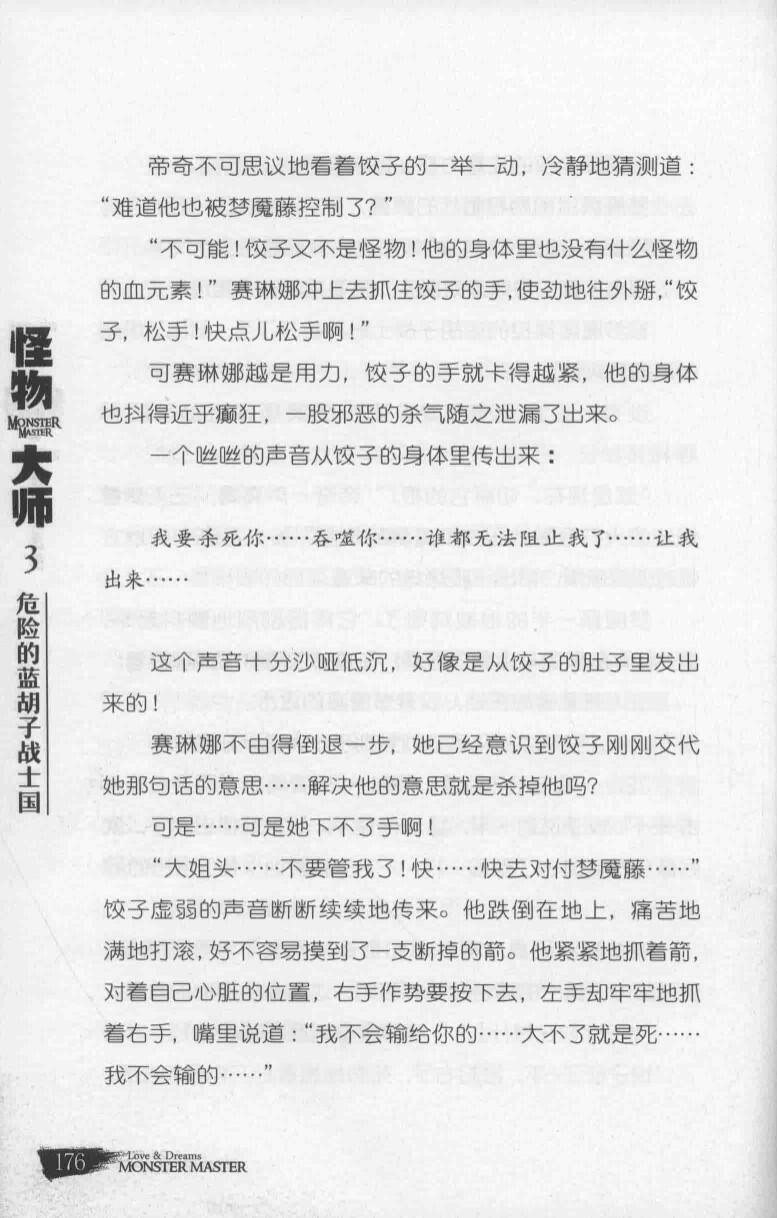 帝奇不可思议地看着饺子的一举一动，冷静地猜测道：
“难道他也被梦魇藤控制了？”
“不可能！饺子又不是怪物！他的身体里也没有什么怪物
的血元素！”赛琳娜冲上去抓住饺子的手，使劲地往外掰，“饺
子，松手！快点儿松手啊！”
可赛琳娜越是用力，饺子的手就卡得越紧，他的身体
也抖得近乎癫狂，一股邪恶的杀气随之泄漏了出来。
一个咝咝的声音从饺子的身体里传出来：
我要杀死你……吞噬你……谁都无法阻止我了……让我
出来……
这个声音十分沙哑低沉，好像是从饺子的肚子里发出
来的！
赛琳娜不由得倒退一步，她已经意识到饺子刚刚交代
她那句话的意思……解决他的意思就是杀掉他吗？
可是……可是她下不了手啊！
“大姐头……不要管我了！快……快去对付梦魇藤……”
饺子虚弱的声音断断续续地传来。他跌倒在地上，痛苦地
满地打滚，好不容易摸到了一支断掉的箭。他紧紧地抓着箭，
对着自己心脏的位置，右手作势要按下去，左手却牢牢地抓
着右手，嘴里说道：“我不会输给你的……大不了就是死……
我不会输的……”
怪物
MONSTER
MASTER
大师
3
危险的蓝胡子战士国
176
Love & Dreams
MONSTER MASTER